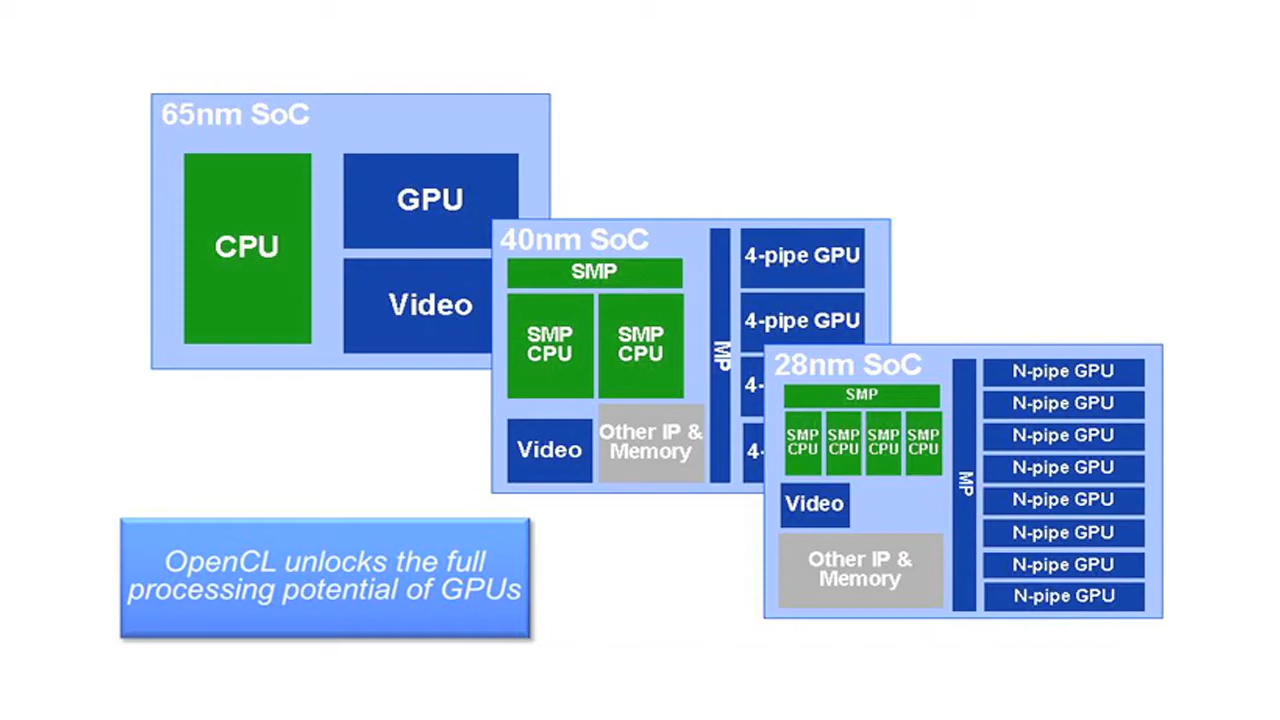 65nm SoC
CPU
GPU
Video
40nm SoC
SMP
SMP
CPU
SMP
CPU
Video
Other IP &
Memory
MP
4-pipe GPU
4-pipe GPU
4-
4-
28nm SoC
SMP
SMP
CPU
SMP
CPU
SMP
CPU
SMP
CPU
Video
Other IP &
Memory
MP
N-pipe GPU
N-pipe GPU
N-pipe GPU
N-pipe GPU
N-pipe GPU
N-pipe GPU
N-pipe GPU
N-pipe GPU
OpenCL unlocks the full
processing potential of GPUs